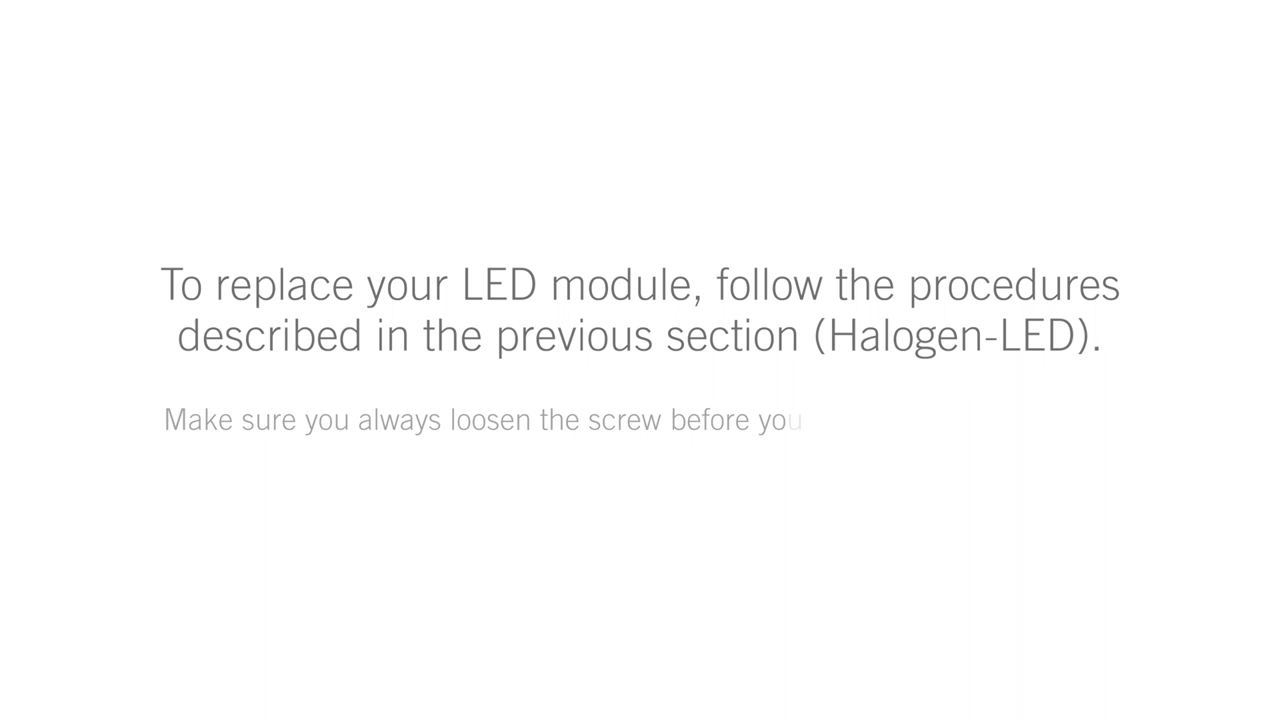 To replace your LED module, follow the procedures
described in the previous section (Halogen-LED).
Make sure you always loosen the screw before you